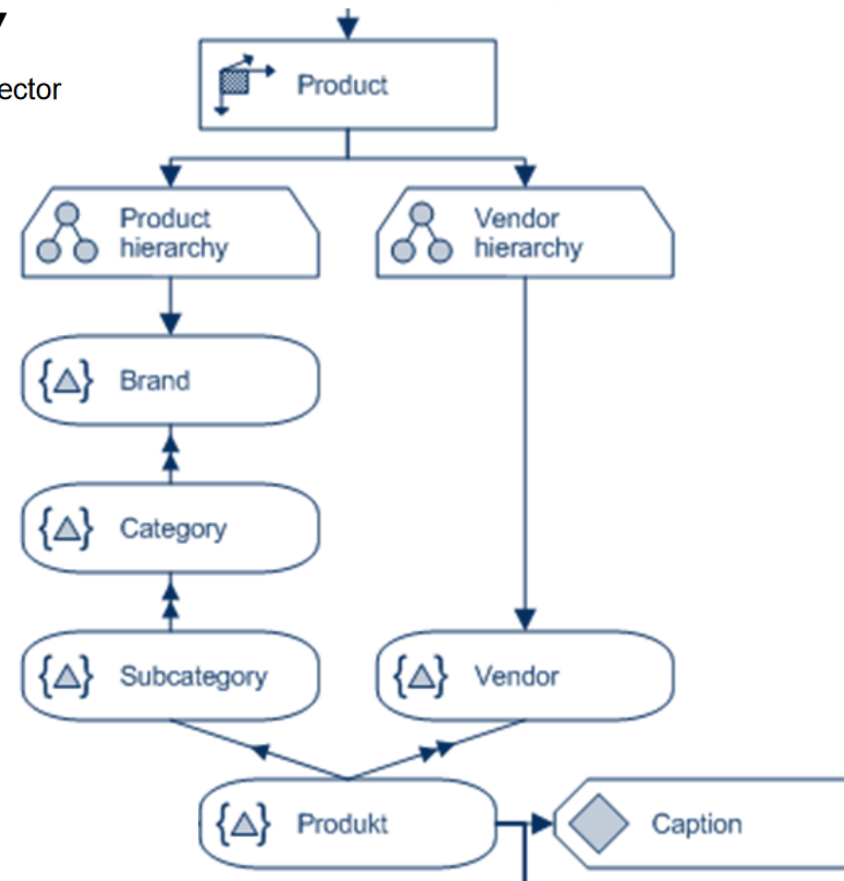 ector
Product
Product
hierarchy
Vendor
hierarchy
{▲} Brand
{▲} Category
{▲} Subcategory
{▲} Vendor
{▲} Produkt
Caption